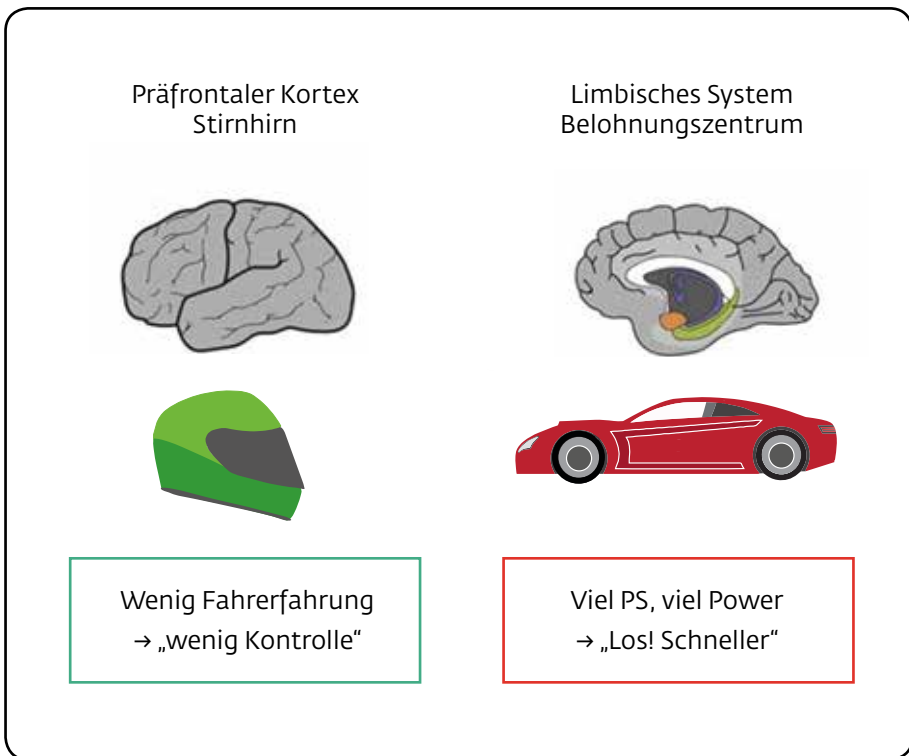 Präfrontaler Kortex
Stirnhirn
Limbisches System
Belohnungszentrum
Wenig Fahrerfahrung
→ „wenig Kontrolle“
Viel PS, viel Power
→ „Los! Schneller“